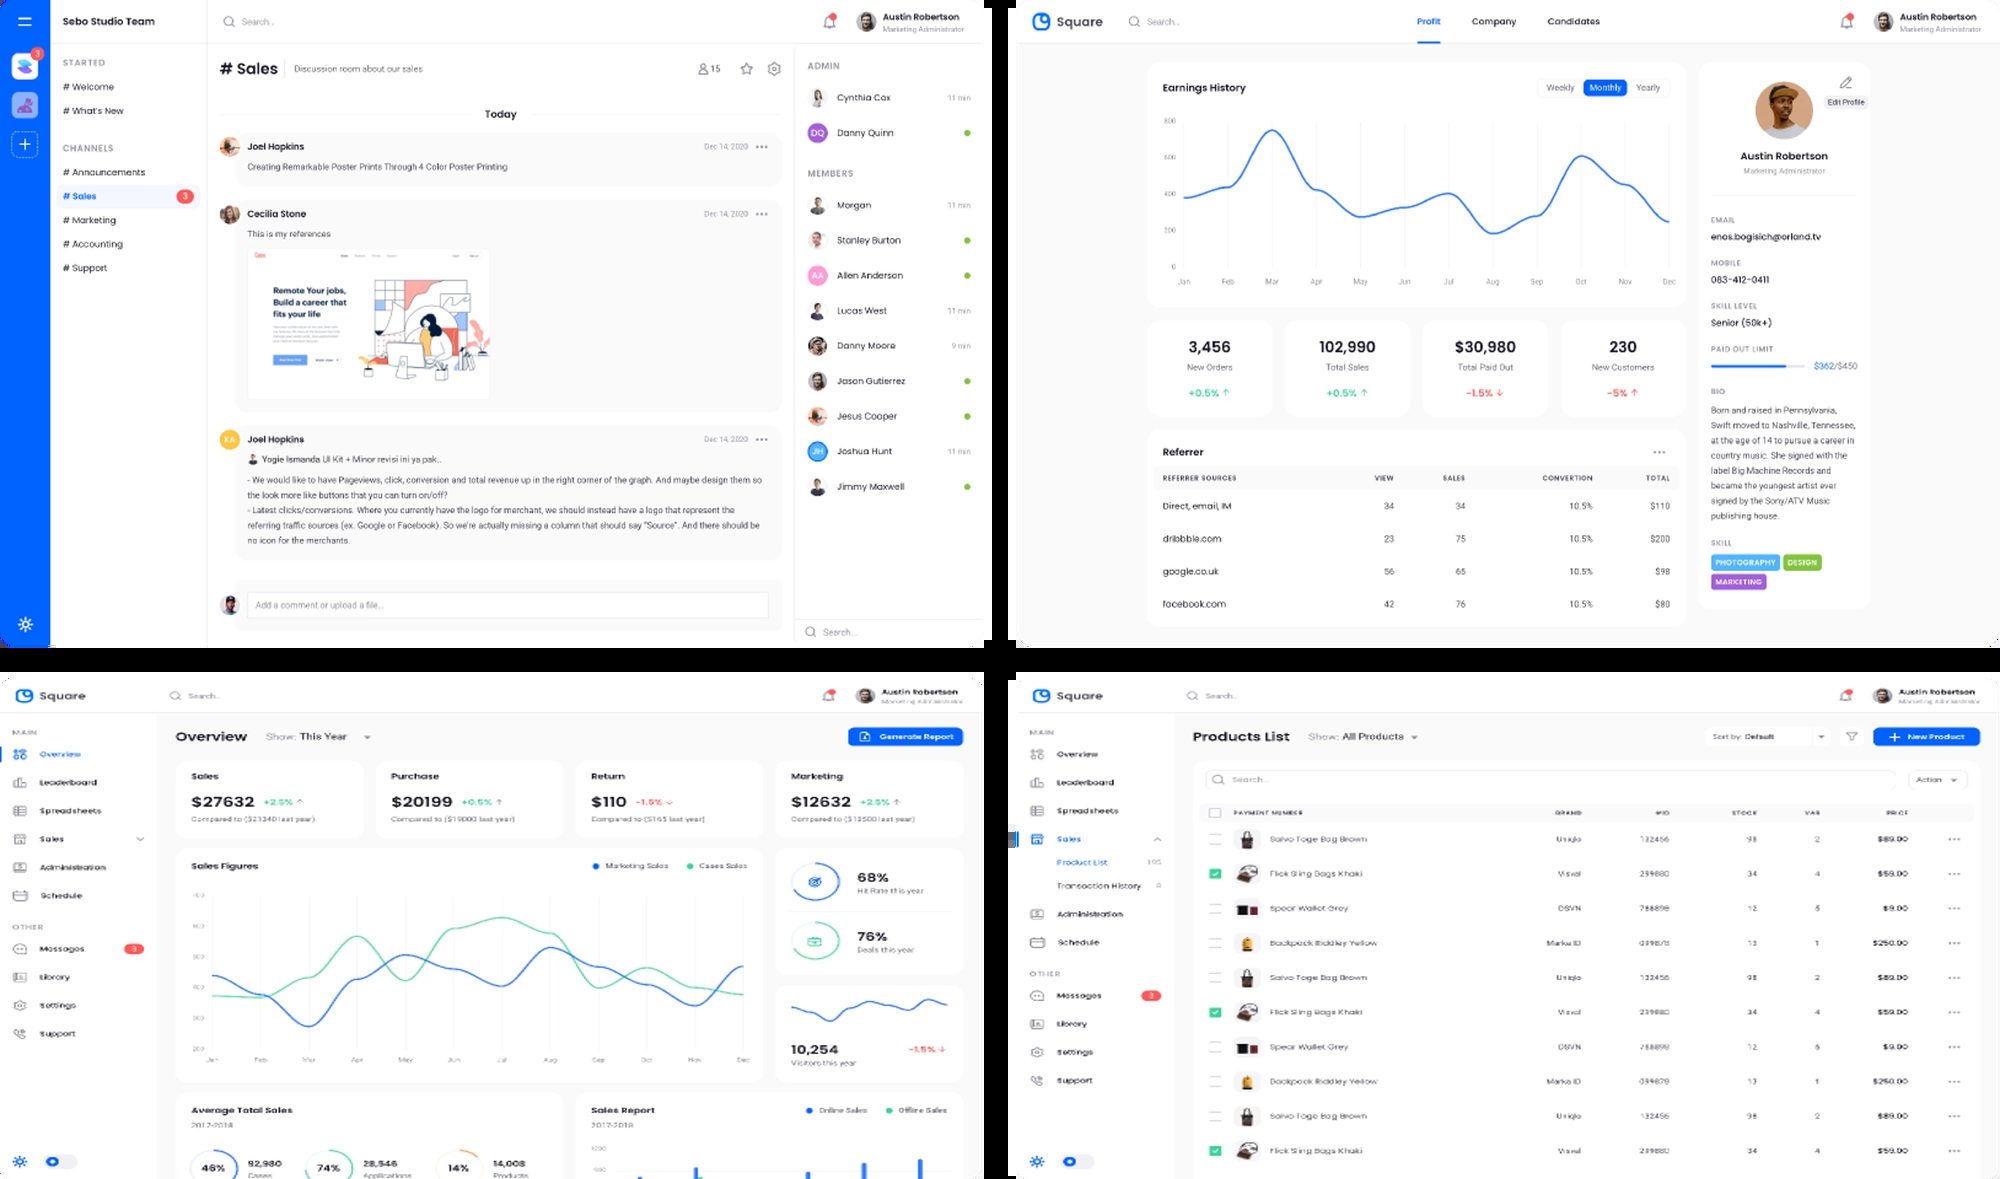 Sebo Studio Team
Search..
Austin Robertson
Marketing Administrator
3
STARTED
# Welcome
# What's New
CHANNELS
# Announcements
# Sales 3
# Marketing
# Accounting
# Support
# Sales
Discussion room about our sales
15
Today
Joel Hopkins
Dec 14, 2020
Creating Remarkable Poster Prints Through 4 Color Poster Printing
Cecilia Stone
Dec 14, 2020
This is my references
Remote Your jobs,
Build a career that
fits your life
KA
Joel Hopkins
Dec 14, 2020
Yogie Ismanda UI Kit + Minor revisi ini ya pak..
- We would like to have Pageviews, click, conversion and total revenue up in the right corner of the graph. And maybe design them so
the look more like buttons that you can turn on/off?
- Latest clicks/conversions. Where you currently have the logo for merchant, we should instead have a logo that represent the
referring traffic sources (ex. Google or Facebook). So we're actually missing a column that should say "Source". And there should be
no icon for the merchants.
Add a comment or upload a file...
ADMIN
Cynthia Cox 11 min
DQ Danny Quinn
MEMBERS
Morgan 11 min
Stanley Burton
AA Allen Anderson
Lucas West 11 min
Danny Moore 9 min
Jason Gutierrez
Jesus Cooper
JH Joshua Hunt 11 min
Jimmy Maxwell
Search...
Square
Search..
Profit
Company
Candidates
Austin Robertson
Marketing Administrator
Earnings History
Weekly Monthly Yearly
800
600
400
200
0
Jan Feb Mar Apr May Jun Jul Aug Sep Oct Nov Dec
3,456
New Orders
+0.5% ↑
102,990
Total Sales
+0.5% ↑
$30,980
Total Paid Out
-1.5% ↓
230
New Customers
-5% ↑
Referrer
REFERRER SOURCES VIEW SALES CONVERTION TOTAL
Direct, email, IM 34 34 10.5% $110
dribbble.com 23 75 10.5% $200
google.co.uk 56 65 10.5% $98
facebook.com 42 76 10.5% $80
Edit Profile
Austin Robertson
Marketing Administrator
EMAIL
enos.bogisich@orland.tv
MOBILE
083-412-0411
SKILL LEVEL
Senior (50k+)
PAID OUT LIMIT
$362/$450
BIO
Born and raised in Pennsylvania,
Swift moved to Nashville, Tennessee,
at the age of 14 to pursue a career in
country music. She signed with the
label Big Machine Records and
became the youngest artist ever
signed by the Sony/ATV Music
publishing house.
SKILL
PHOTOGRAPHY DESIGN
MARKETING
Square
Search..
Austin Robertson
Marketing Administrator
MAIN
Overview
Leaderboard
Spreadsheets
Sales
Administration
Schedule
OTHER
Messages 3
Library
Settings
Support
Overview
Show: This Year
Generate Report
Sales
$27632 +2.5% ↑
Compared to ($21340 last year)
Purchase
$20199 +0.5% ↑
Compared to ($19000 last year)
Return
$110 -1.5% ↓
Compared to ($165 last year)
Marketing
$12632 +2.5% ↑
Compared to ($12500 last year)
Sales Figures
Marketing Sales
Cases Sales
700
600
500
400
300
200
Jan Feb Mar Apr May Jun Jul Aug Sep Oct Nov Dec
68%
Hit Rate this year
76%
Deals this year
10,254 -1.5% ↓
Visitors this year
Average Total Sales
2017-2018
46% 92,980
Cases
74% 28,546
Applications
14% 14,008
Products
Sales Report
2017-2018
Online Sales
Offline Sales
1200
Square
Search..
Austin Robertson
Marketing Administrator
MAIN
Overview
Leaderboard
Spreadsheets
Sales
Product List 195
Transaction History
Administration
Schedule
OTHER
Messages 3
Library
Settings
Support
Products List
Show: All Products
Sort by: Default
New Product
Search..
Action
PAYMENT NUMBER BRAND #ID STOCK VAR PRICE
Salvo Toge Bag Brown Uniqlo 132456 98 2 $89.00
Flick Sling Bags Khaki Visval 299880 34 4 $59.00
Spear Wallet Grey DSVN 788898 12 6 $9.00
Backpack Riddley Yellow Marka ID 099878 13 1 $250.00
Salvo Toge Bag Brown Uniqlo 132456 98 2 $89.00
Flick Sling Bags Khaki Visval 299880 34 4 $59.00
Spear Wallet Grey DSVN 788898 12 6 $9.00
Backpack Riddley Yellow Marka ID 099878 13 1 $250.00
Salvo Toge Bag Brown Uniqlo 132456 98 2 $89.00
Flick Sling Bags Khaki Visval 299880 34 4 $59.00